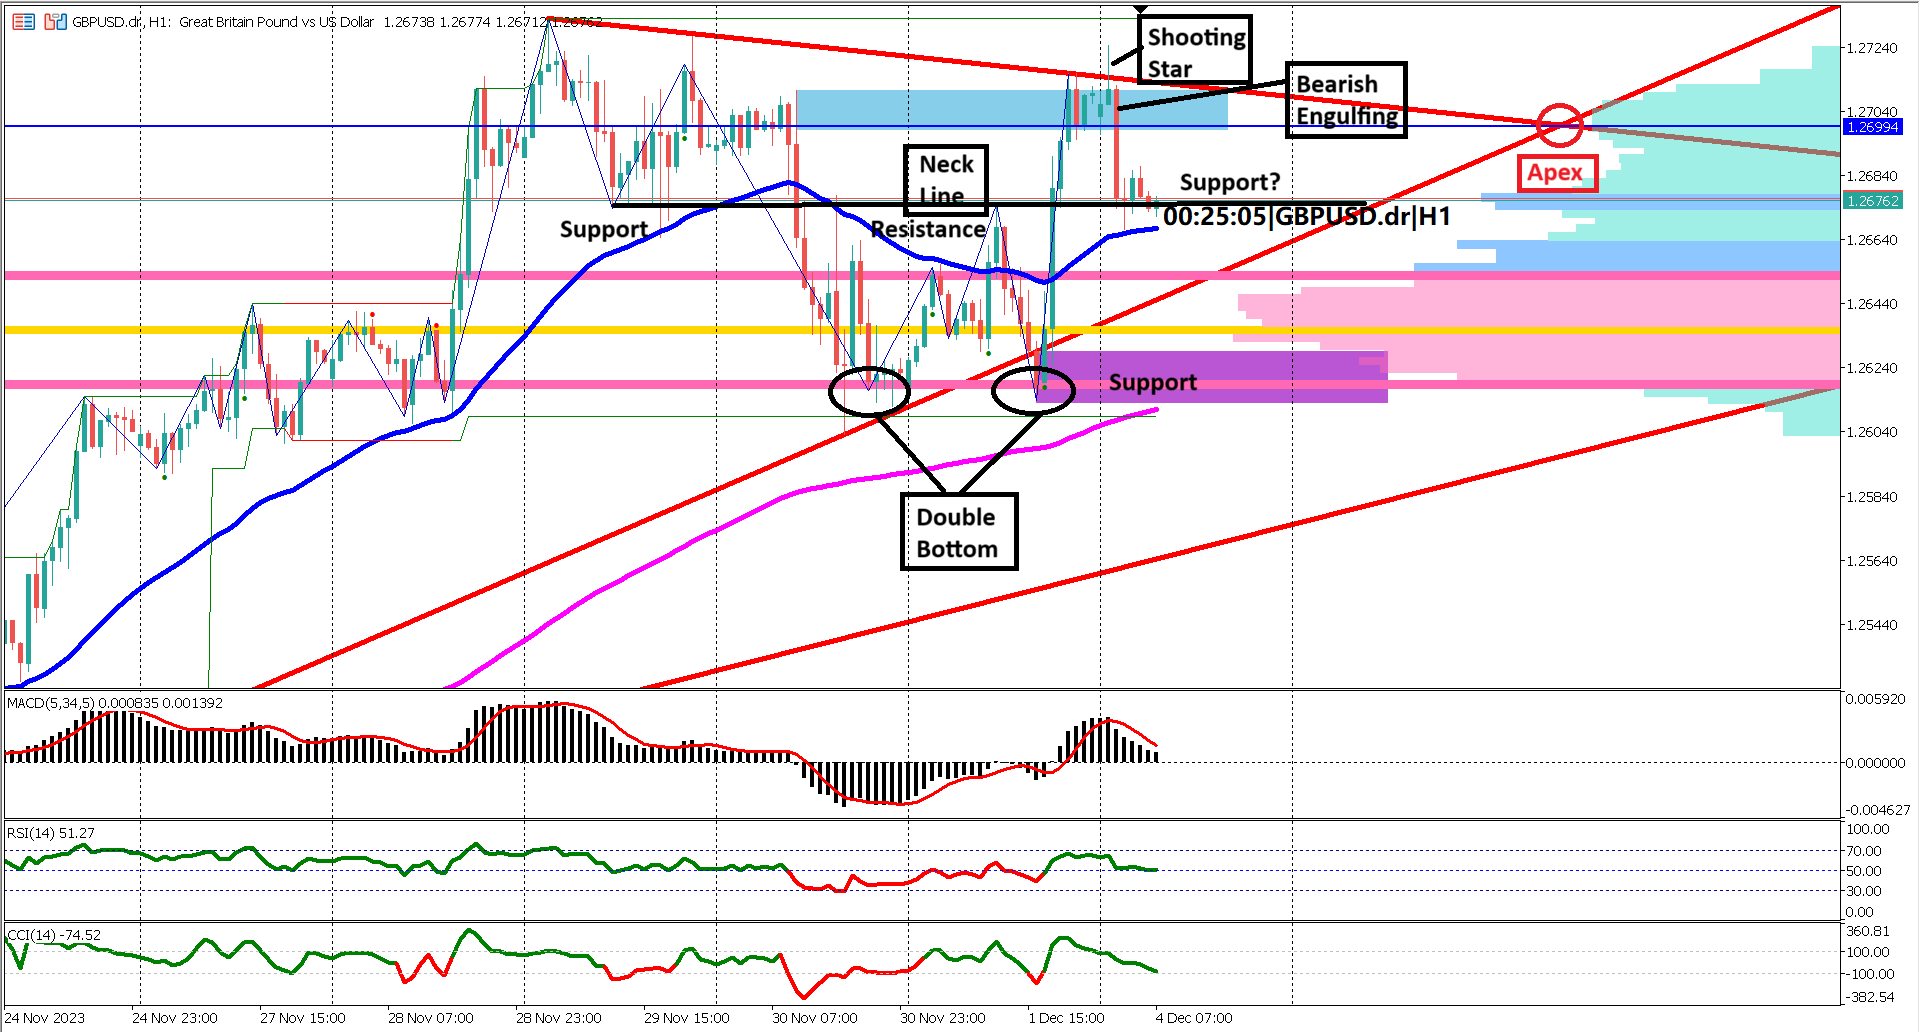 GBPUSD.dr, H1: Great Britain Pound vs US Dollar 1.26738 1.26774 1.26712 1.26762
Shooting
Star
Bearish
Engulfing
Neck
Line
Apex
Support?
00:25:05|GBPUSD.dr|H1
Support
Resistance
Support
Double
Bottom
1.27240
1.27040
1.26994
1.26840
1.26762
1.26640
1.26440
1.26240
1.26040
1.25840
1.25640
1.25440
MACD(5,34,5) 0.000835 0.001392
0.005920
0.000000
-0.004627
RSI(14) 51.27
100.00
70.00
50.00
30.00
0.00
CCI(14) -74.52
360.81
100.00
-100.00
-382.54
24 Nov 2023
24 Nov 23:00
27 Nov 15:00
28 Nov 07:00
28 Nov 23:00
29 Nov 15:00
30 Nov 07:00
30 Nov 23:00
1 Dec 15:00
4 Dec 07:00